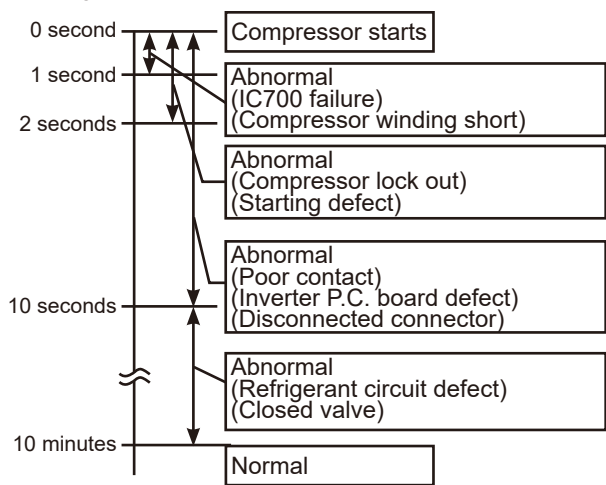 0 second
Compressor starts
1 second
Abnormal
(IC700 failure)
(Compressor winding short)
2 seconds
Abnormal
(Compressor lock out)
(Starting defect)
Abnormal
(Poor contact)
(Inverter P.C. board defect)
(Disconnected connector)
10 seconds
Abnormal
(Refrigerant circuit defect)
(Closed valve)
10 minutes
Normal